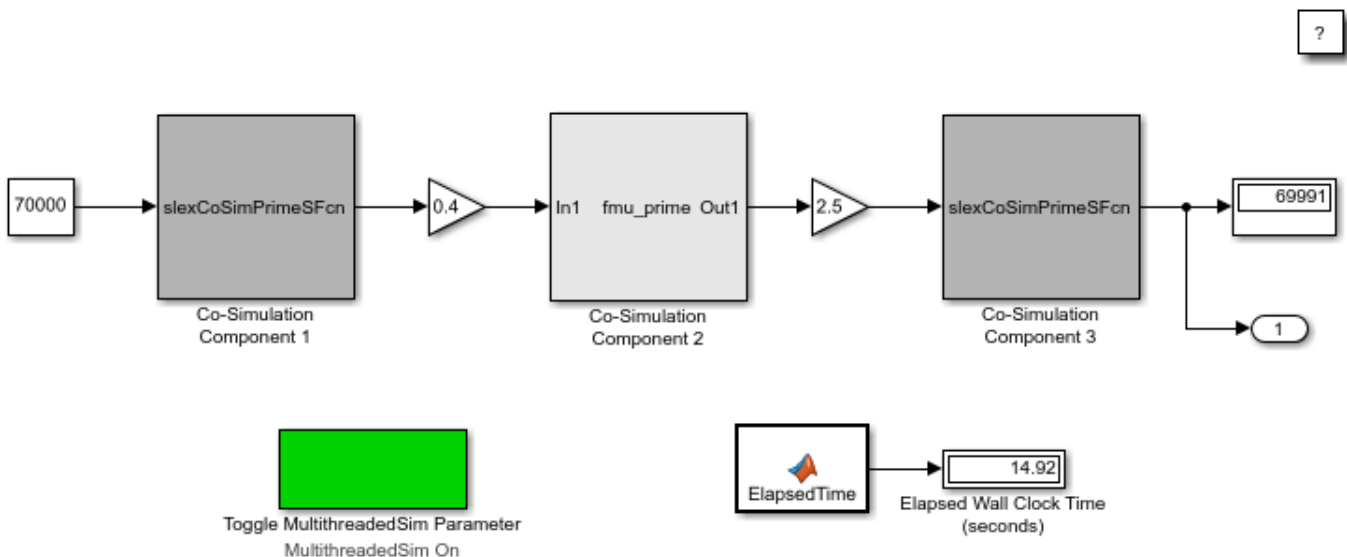 ?
70000
slexCoSimPrimeSFcn
0.4
In1 fmu_prime Out1
2.5
slexCoSimPrimeSFcn
69991
Co-Simulation
Component 1
Co-Simulation
Component 2
Co-Simulation
Component 3
1
ElapsedTime
14.92
Elapsed Wall Clock Time
(seconds)
Toggle MultithreadedSim Parameter
MultithreadedSim On